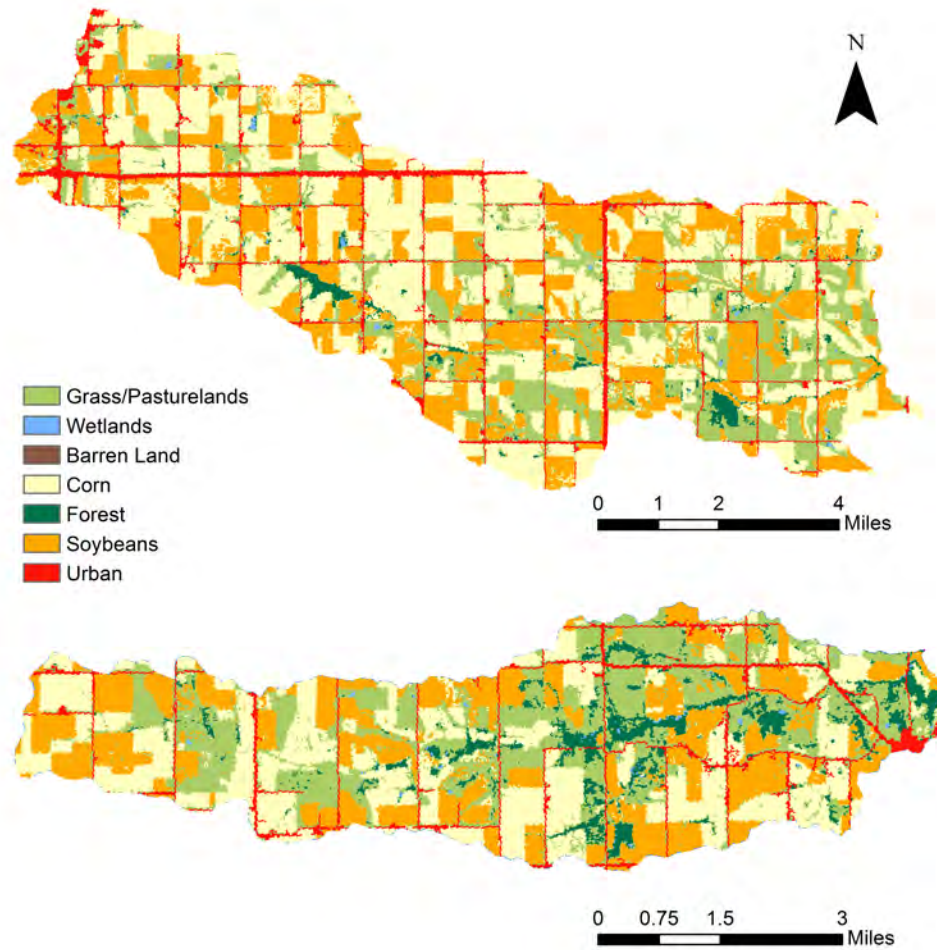 N
Grass/Pasturelands
Wetlands
Barren Land
Corn
Forest
Soybeans
Urban
0 1 2 4
Miles
0 0.75 1.5 3
Miles